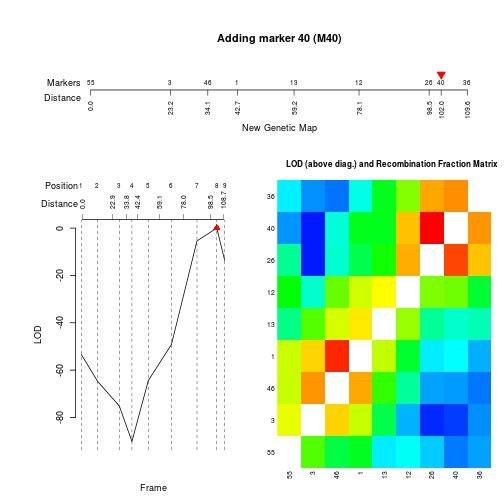 Adding marker 40 (M40)
Markers 55 3 46 1 13 12 26 40 36
Distance
0.0 23.2 34.1 42.7 59.2 78.1 98.5 102.0 109.6
New Genetic Map
LOD (above diag.) and Recombination Fraction Matrix
Position 1 2 3 4 5 6 7 8 9
Distance 0.0 22.9 33.8 42.4 59.1 78.0 98.5 108.7
0
-20
-40
-60
-80
LOD
Frame
36
40
26
12
13
1
46
3
55
55 3 46 1 13 12 26 40 36